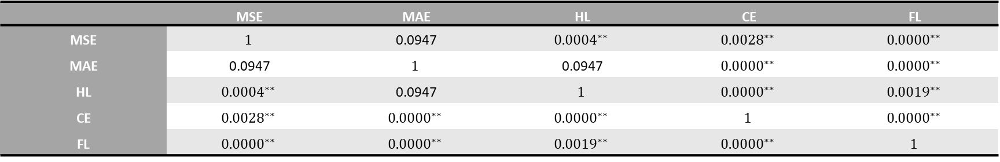 MSE MAE HL CE FL
MSE 1 0.0947 0.0004** 0.0028** 0.0000**
MAE 0.0947 1 0.0947 0.0000** 0.0000**
HL 0.0004** 0.0947 1 0.0000** 0.0019**
CE 0.0028** 0.0000** 0.0000** 1 0.0000**
FL 0.0000** 0.0000** 0.0019** 0.0000** 1